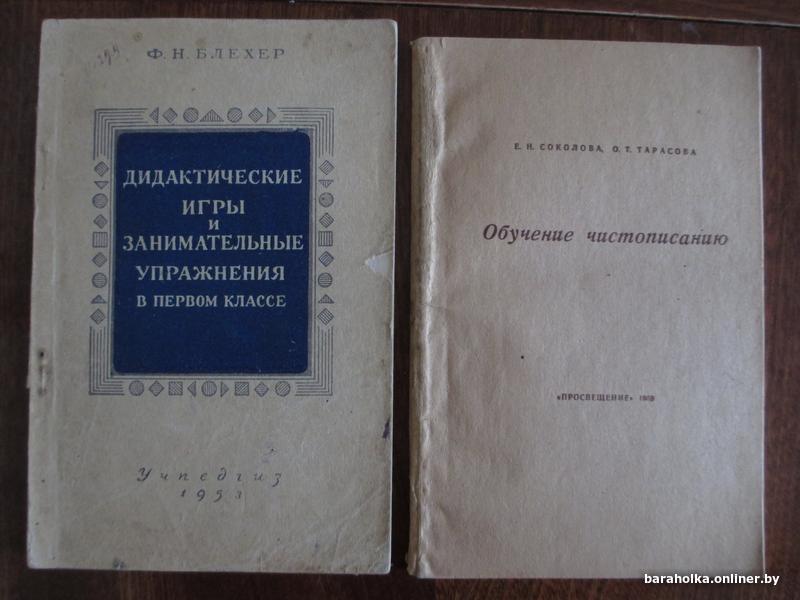 Ф. Н. БЛЕХЕР
ДИДАКТИЧЕСКИЕ
ИГРЫ
И
ЗАНИМАТЕЛЬНЫЕ
УПРАЖНЕНИЯ
В ПЕРВОМ КЛАССЕ
Учпедгиз
1953
Е. Н. СОКОЛОВА, О. Т. ТАРАСОВА
Обучение чистописанию
«ПРОСВЕЩЕНИЕ»
baraholka.onliner.by